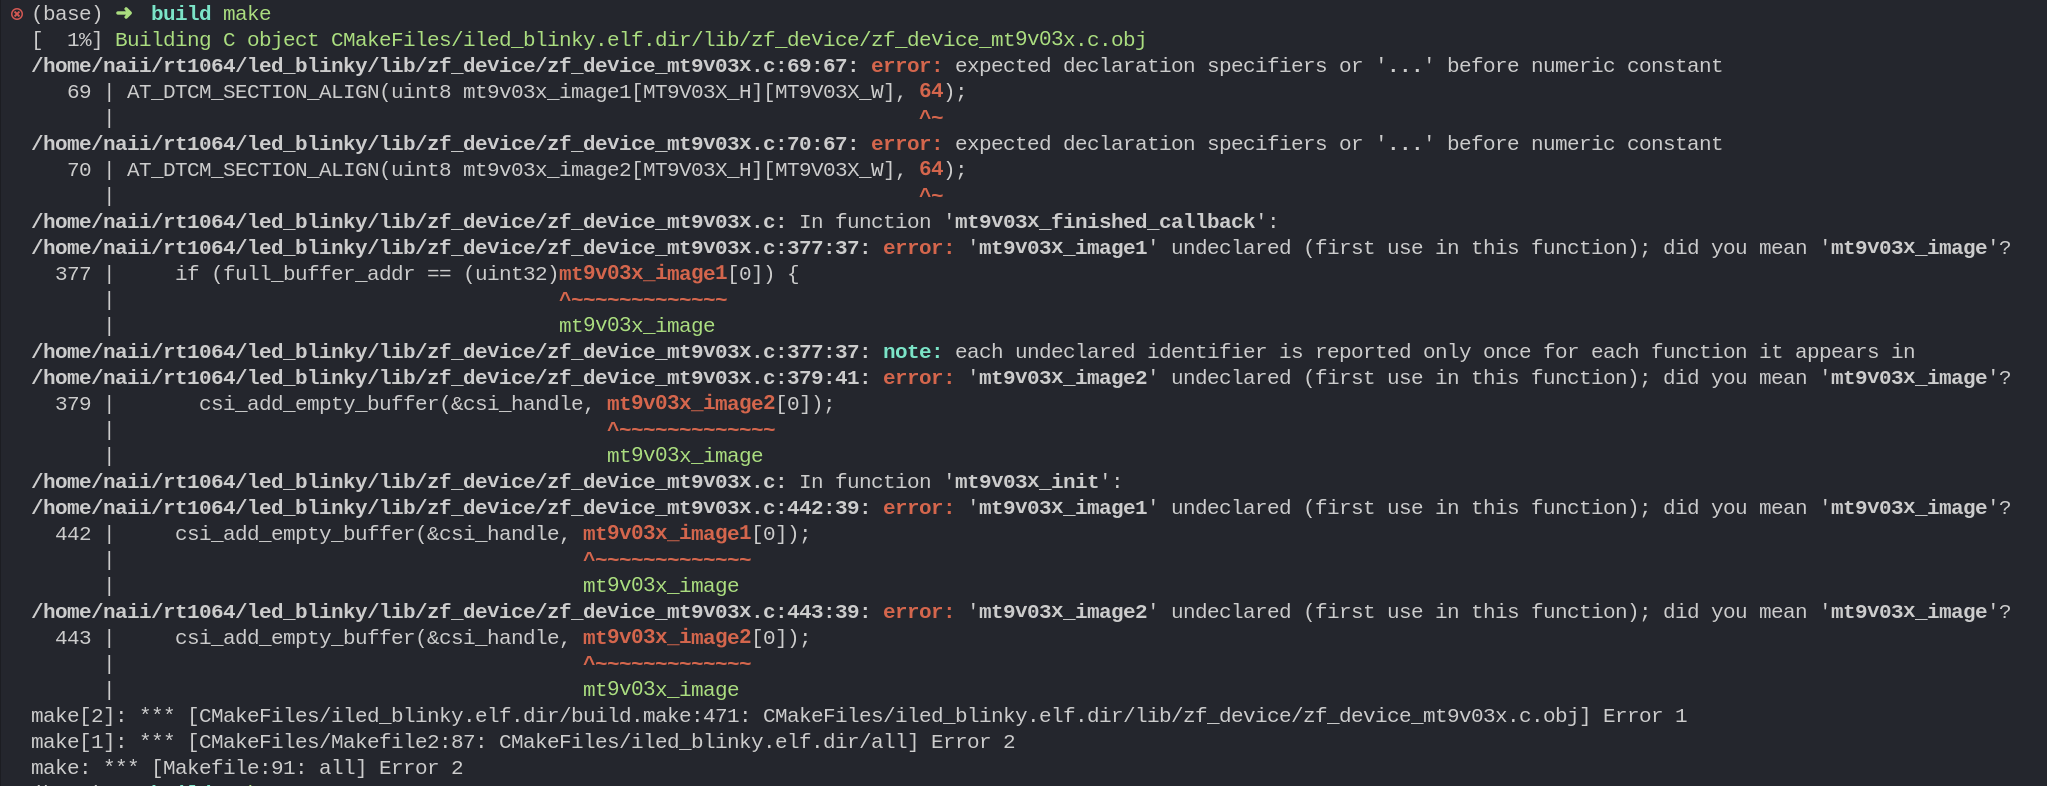 (base) ➜  build make
[  1%] Building C object CMakeFiles/iled_blinky.elf.dir/lib/zf_device/zf_device_mt9v03x.c.obj
/home/naii/rt1064/led_blinky/lib/zf_device/zf_device_mt9v03x.c:69:67: error: expected declaration specifiers or '...' before numeric constant
   69 | AT_DTCM_SECTION_ALIGN(uint8 mt9v03x_image1[MT9V03X_H][MT9V03X_W], 64);
      |                                                                   ^~
/home/naii/rt1064/led_blinky/lib/zf_device/zf_device_mt9v03x.c:70:67: error: expected declaration specifiers or '...' before numeric constant
   70 | AT_DTCM_SECTION_ALIGN(uint8 mt9v03x_image2[MT9V03X_H][MT9V03X_W], 64);
      |                                                                   ^~
/home/naii/rt1064/led_blinky/lib/zf_device/zf_device_mt9v03x.c: In function 'mt9v03x_finished_callback':
/home/naii/rt1064/led_blinky/lib/zf_device/zf_device_mt9v03x.c:377:37: error: 'mt9v03x_image1' undeclared (first use in this function); did you mean 'mt9v03x_image'?
  377 |     if (full_buffer_addr == (uint32)mt9v03x_image1[0]) {
      |                                     ^~~~~~~~~~~~~~
      |                                     mt9v03x_image
/home/naii/rt1064/led_blinky/lib/zf_device/zf_device_mt9v03x.c:377:37: note: each undeclared identifier is reported only once for each function it appears in
/home/naii/rt1064/led_blinky/lib/zf_device/zf_device_mt9v03x.c:379:41: error: 'mt9v03x_image2' undeclared (first use in this function); did you mean 'mt9v03x_image'?
  379 |       csi_add_empty_buffer(&csi_handle, mt9v03x_image2[0]);
      |                                         ^~~~~~~~~~~~~~
      |                                         mt9v03x_image
/home/naii/rt1064/led_blinky/lib/zf_device/zf_device_mt9v03x.c: In function 'mt9v03x_init':
/home/naii/rt1064/led_blinky/lib/zf_device/zf_device_mt9v03x.c:442:39: error: 'mt9v03x_image1' undeclared (first use in this function); did you mean 'mt9v03x_image'?
  442 |     csi_add_empty_buffer(&csi_handle, mt9v03x_image1[0]);
      |                                       ^~~~~~~~~~~~~~
      |                                       mt9v03x_image
/home/naii/rt1064/led_blinky/lib/zf_device/zf_device_mt9v03x.c:443:39: error: 'mt9v03x_image2' undeclared (first use in this function); did you mean 'mt9v03x_image'?
  443 |     csi_add_empty_buffer(&csi_handle, mt9v03x_image2[0]);
      |                                       ^~~~~~~~~~~~~~
      |                                       mt9v03x_image
make[2]: *** [CMakeFiles/iled_blinky.elf.dir/build.make:471: CMakeFiles/iled_blinky.elf.dir/lib/zf_device/zf_device_mt9v03x.c.obj] Error 1
make[1]: *** [CMakeFiles/Makefile2:87: CMakeFiles/iled_blinky.elf.dir/all] Error 2
make: *** [Makefile:91: all] Error 2